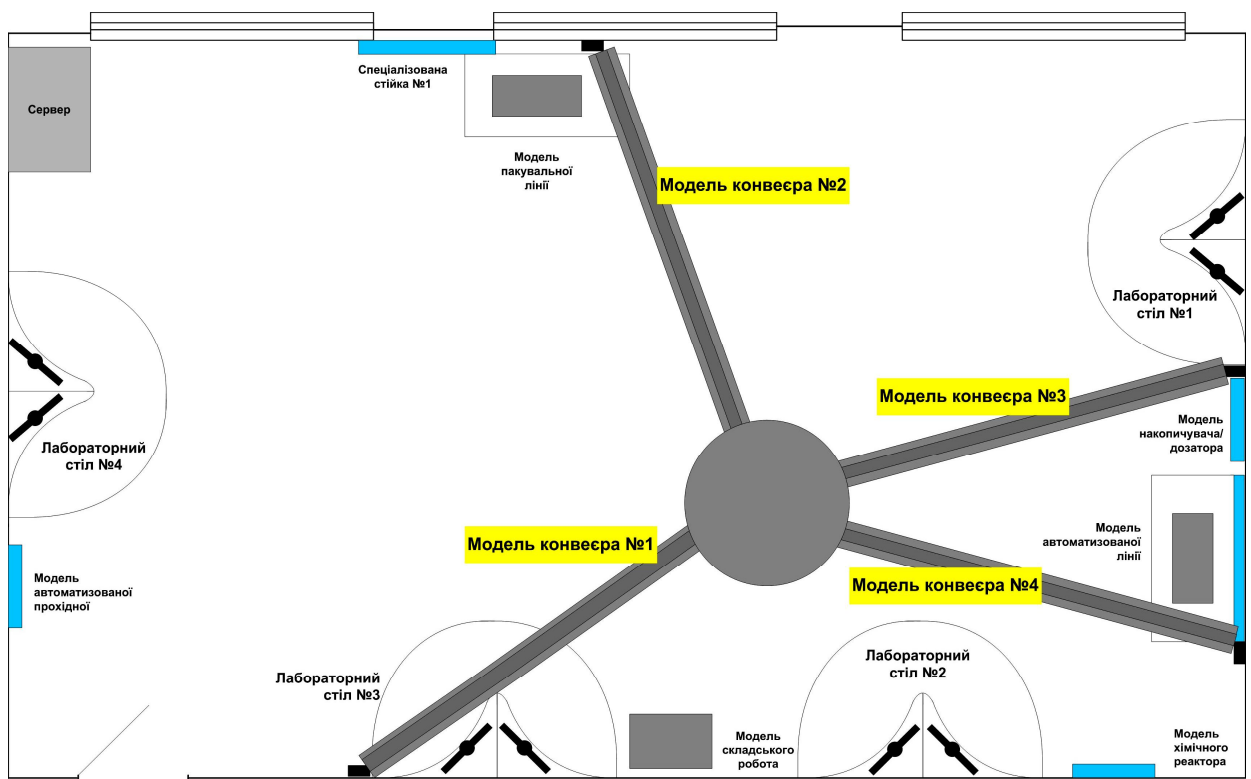 Спеціалізована
стійка №1
Сервер
Модель
пакувальної
лінії
Модель конвеєра №2
Лабораторний
стіл №1
Модель конвеєра №3
Модель
накопичувача/
дозатора
Лабораторний
стіл №4
Модель конвеєра №1
Модель
автоматизованої
лінії
Модель конвеєра №4
Модель
автоматизованої
прохідної
Лабораторний
стіл №3
Лабораторний
стіл №2
Модель
складського
робота
Модель
хімічного
реактора